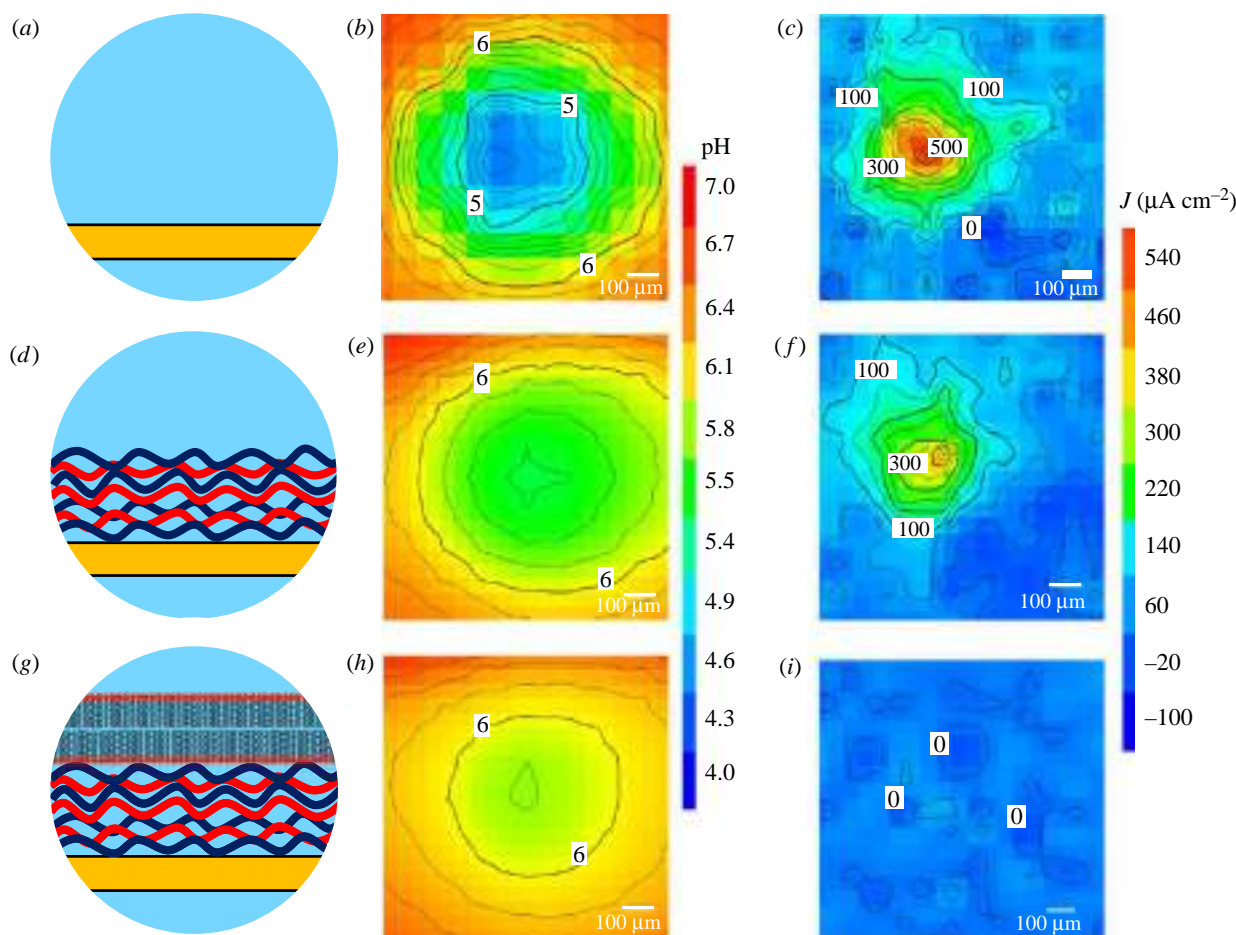 (a)
(b)
6
5
5
6
100 µm
(c)
100
100
500
300
0
100 µm
pH
7.0
6.7
6.4
6.1
5.8
5.5
5.4
4.9
4.6
4.3
4.0
J (µA cm–2)
540
460
380
300
220
140
60
–20
–100
(d)
(e)
6
6
100 µm
(f)
100
300
100
100 µm
(g)
(h)
6
6
100 µm
(i)
0
0
0
100 µm